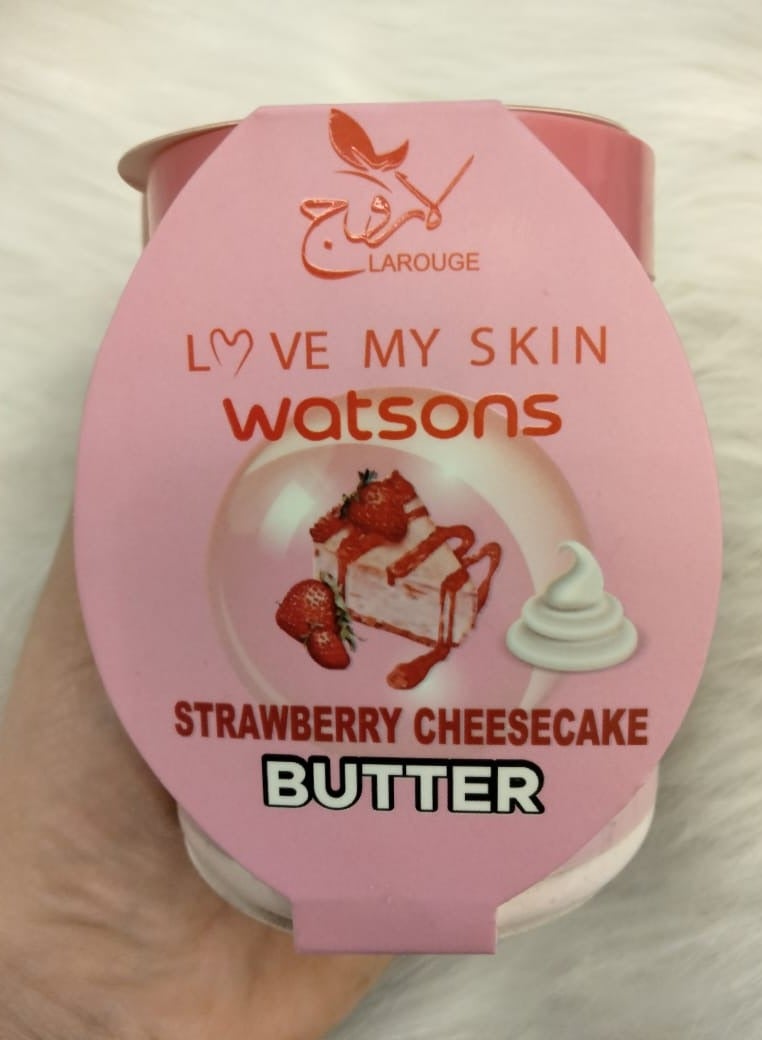 لاروج
LAROUGE
LOVE MY SKIN
watsons
STRAWBERRY CHEESECAKE
BUTTER